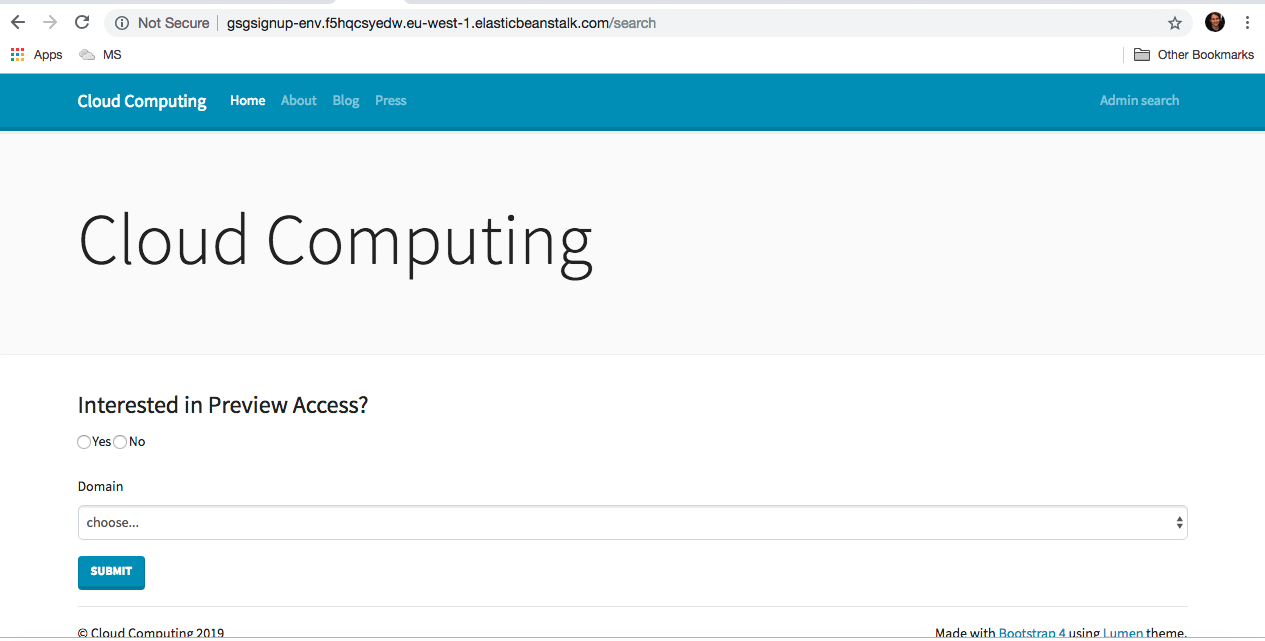 Not Secure gsgsignup-env.f5hqcsyedw.eu-west-1.elasticbeanstalk.com/search
Apps MS Other Bookmarks
Cloud Computing Home About Blog Press Admin search
Cloud Computing
Interested in Preview Access?
Yes No
Domain
choose...
SUBMIT
© Cloud Computing 2019 Made with Bootstrap 4 using Lumen theme.